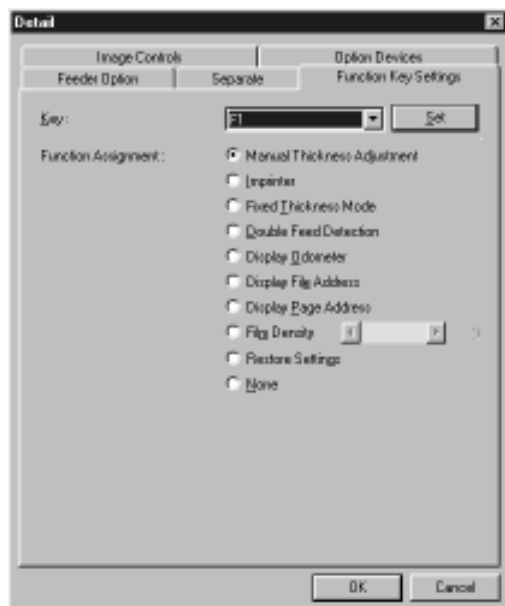 Detail
Image Controls Option Devices
Feeder Option Separate Function Key Settings
Key: F1 Set
Function Assignment: Manual Thickness Adjustment
Imprinter
Fixed Thickness Mode
Double Feed Detection
Display Odometer
Display File Address
Display Page Address
Film Density
Restore Settings
None
OK Cancel